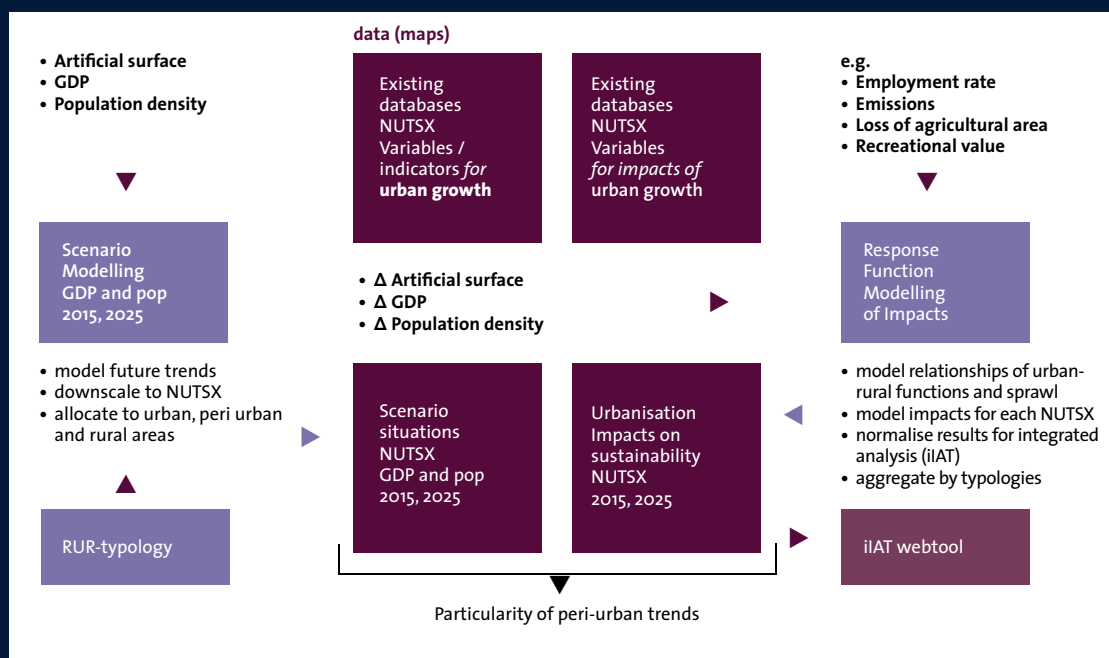 • Artificial surface
• GDP
• Population density
data (maps)
Existing
databases
NUTSX
Variables /
indicators for
urban growth
Existing
databases
NUTSX
Variables
for impacts of
urban growth
e.g.
• Employment rate
• Emissions
• Loss of agricultural area
• Recreational value
Scenario
Modelling
GDP and pop
2015, 2025
• Δ Artificial surface
• Δ GDP
• Δ Population density
Response
Function
Modelling
of Impacts
• model future trends
• downscale to NUTSX
• allocate to urban, peri urban
and rural areas
Scenario
situations
NUTSX
GDP and pop
2015, 2025
Urbanisation
Impacts on
sustainability
NUTSX
2015, 2025
• model relationships of urban-
rural functions and sprawl
• model impacts for each NUTSX
• normalise results for integrated
analysis (iIAT)
• aggregate by typologies
RUR-typology
iIAT webtool
Particularity of peri-urban trends